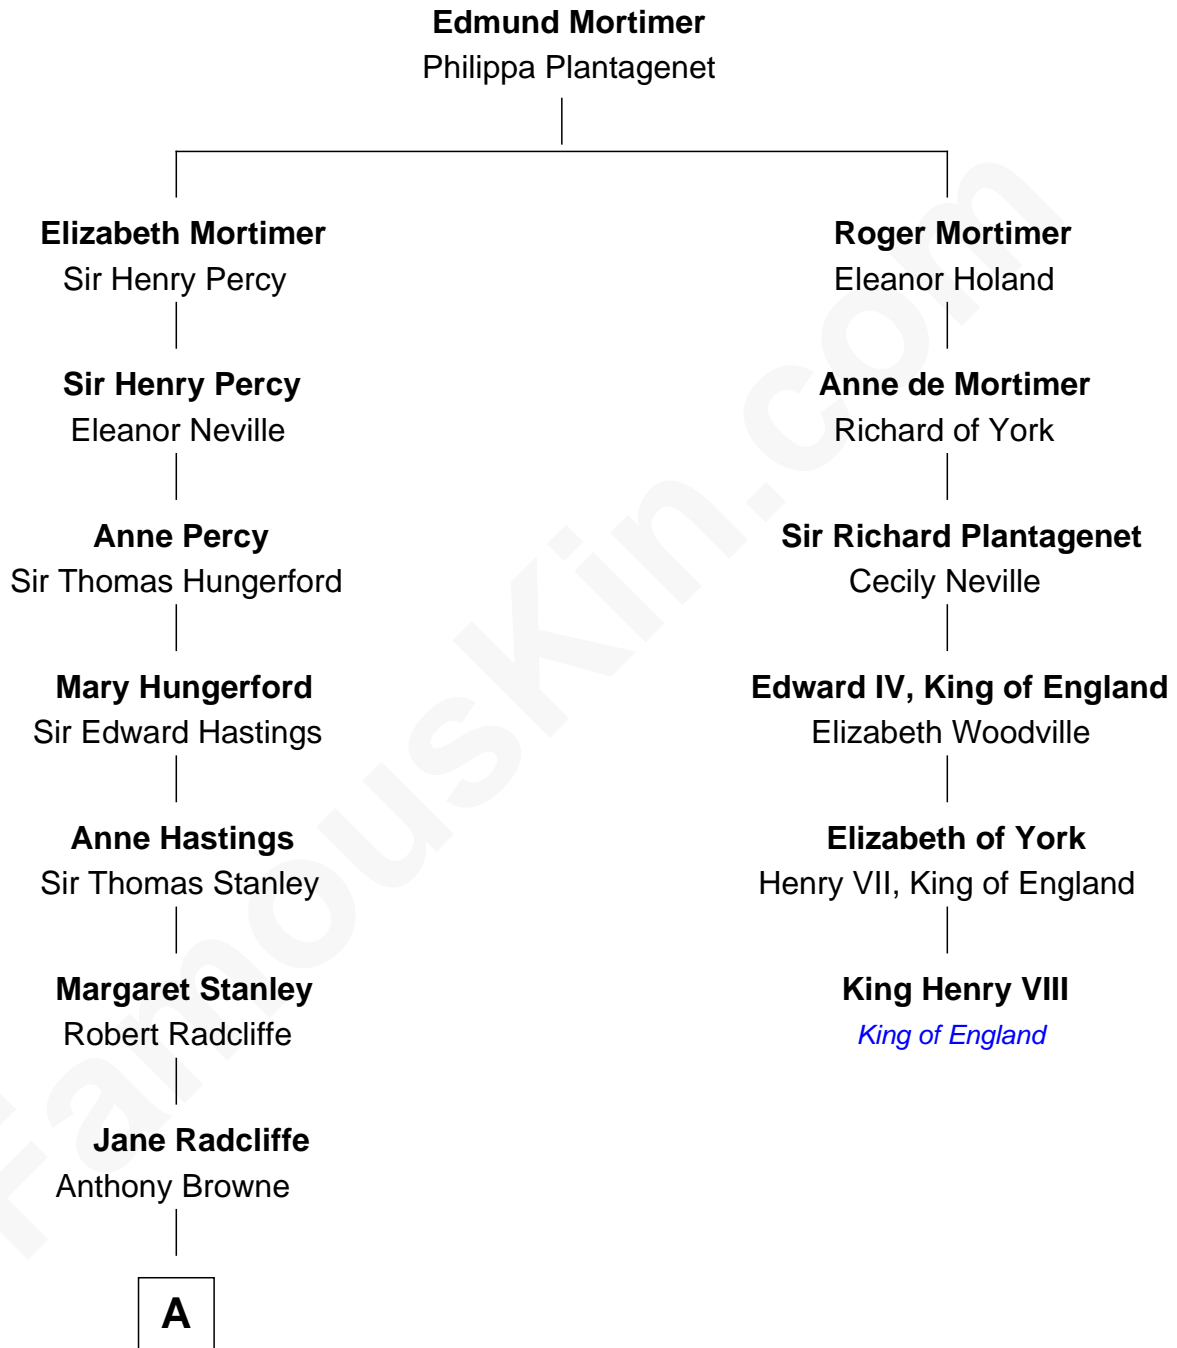 Edmund Mortimer
Philippa Plantagenet
Elizabeth Mortimer
Sir Henry Percy
Roger Mortimer
Eleanor Holand
Sir Henry Percy
Eleanor Neville
Anne de Mortimer
Richard of York
Anne Percy
Sir Thomas Hungerford
Sir Richard Plantagenet
Cecily Neville
Mary Hungerford
Sir Edward Hastings
Edward IV, King of England
Elizabeth Woodville
Anne Hastings
Sir Thomas Stanley
Elizabeth of York
Henry VII, King of England
Margaret Stanley
Robert Radcliffe
King Henry VIII
King of England
Jane Radcliffe
Anthony Browne
A
FamousKin.com